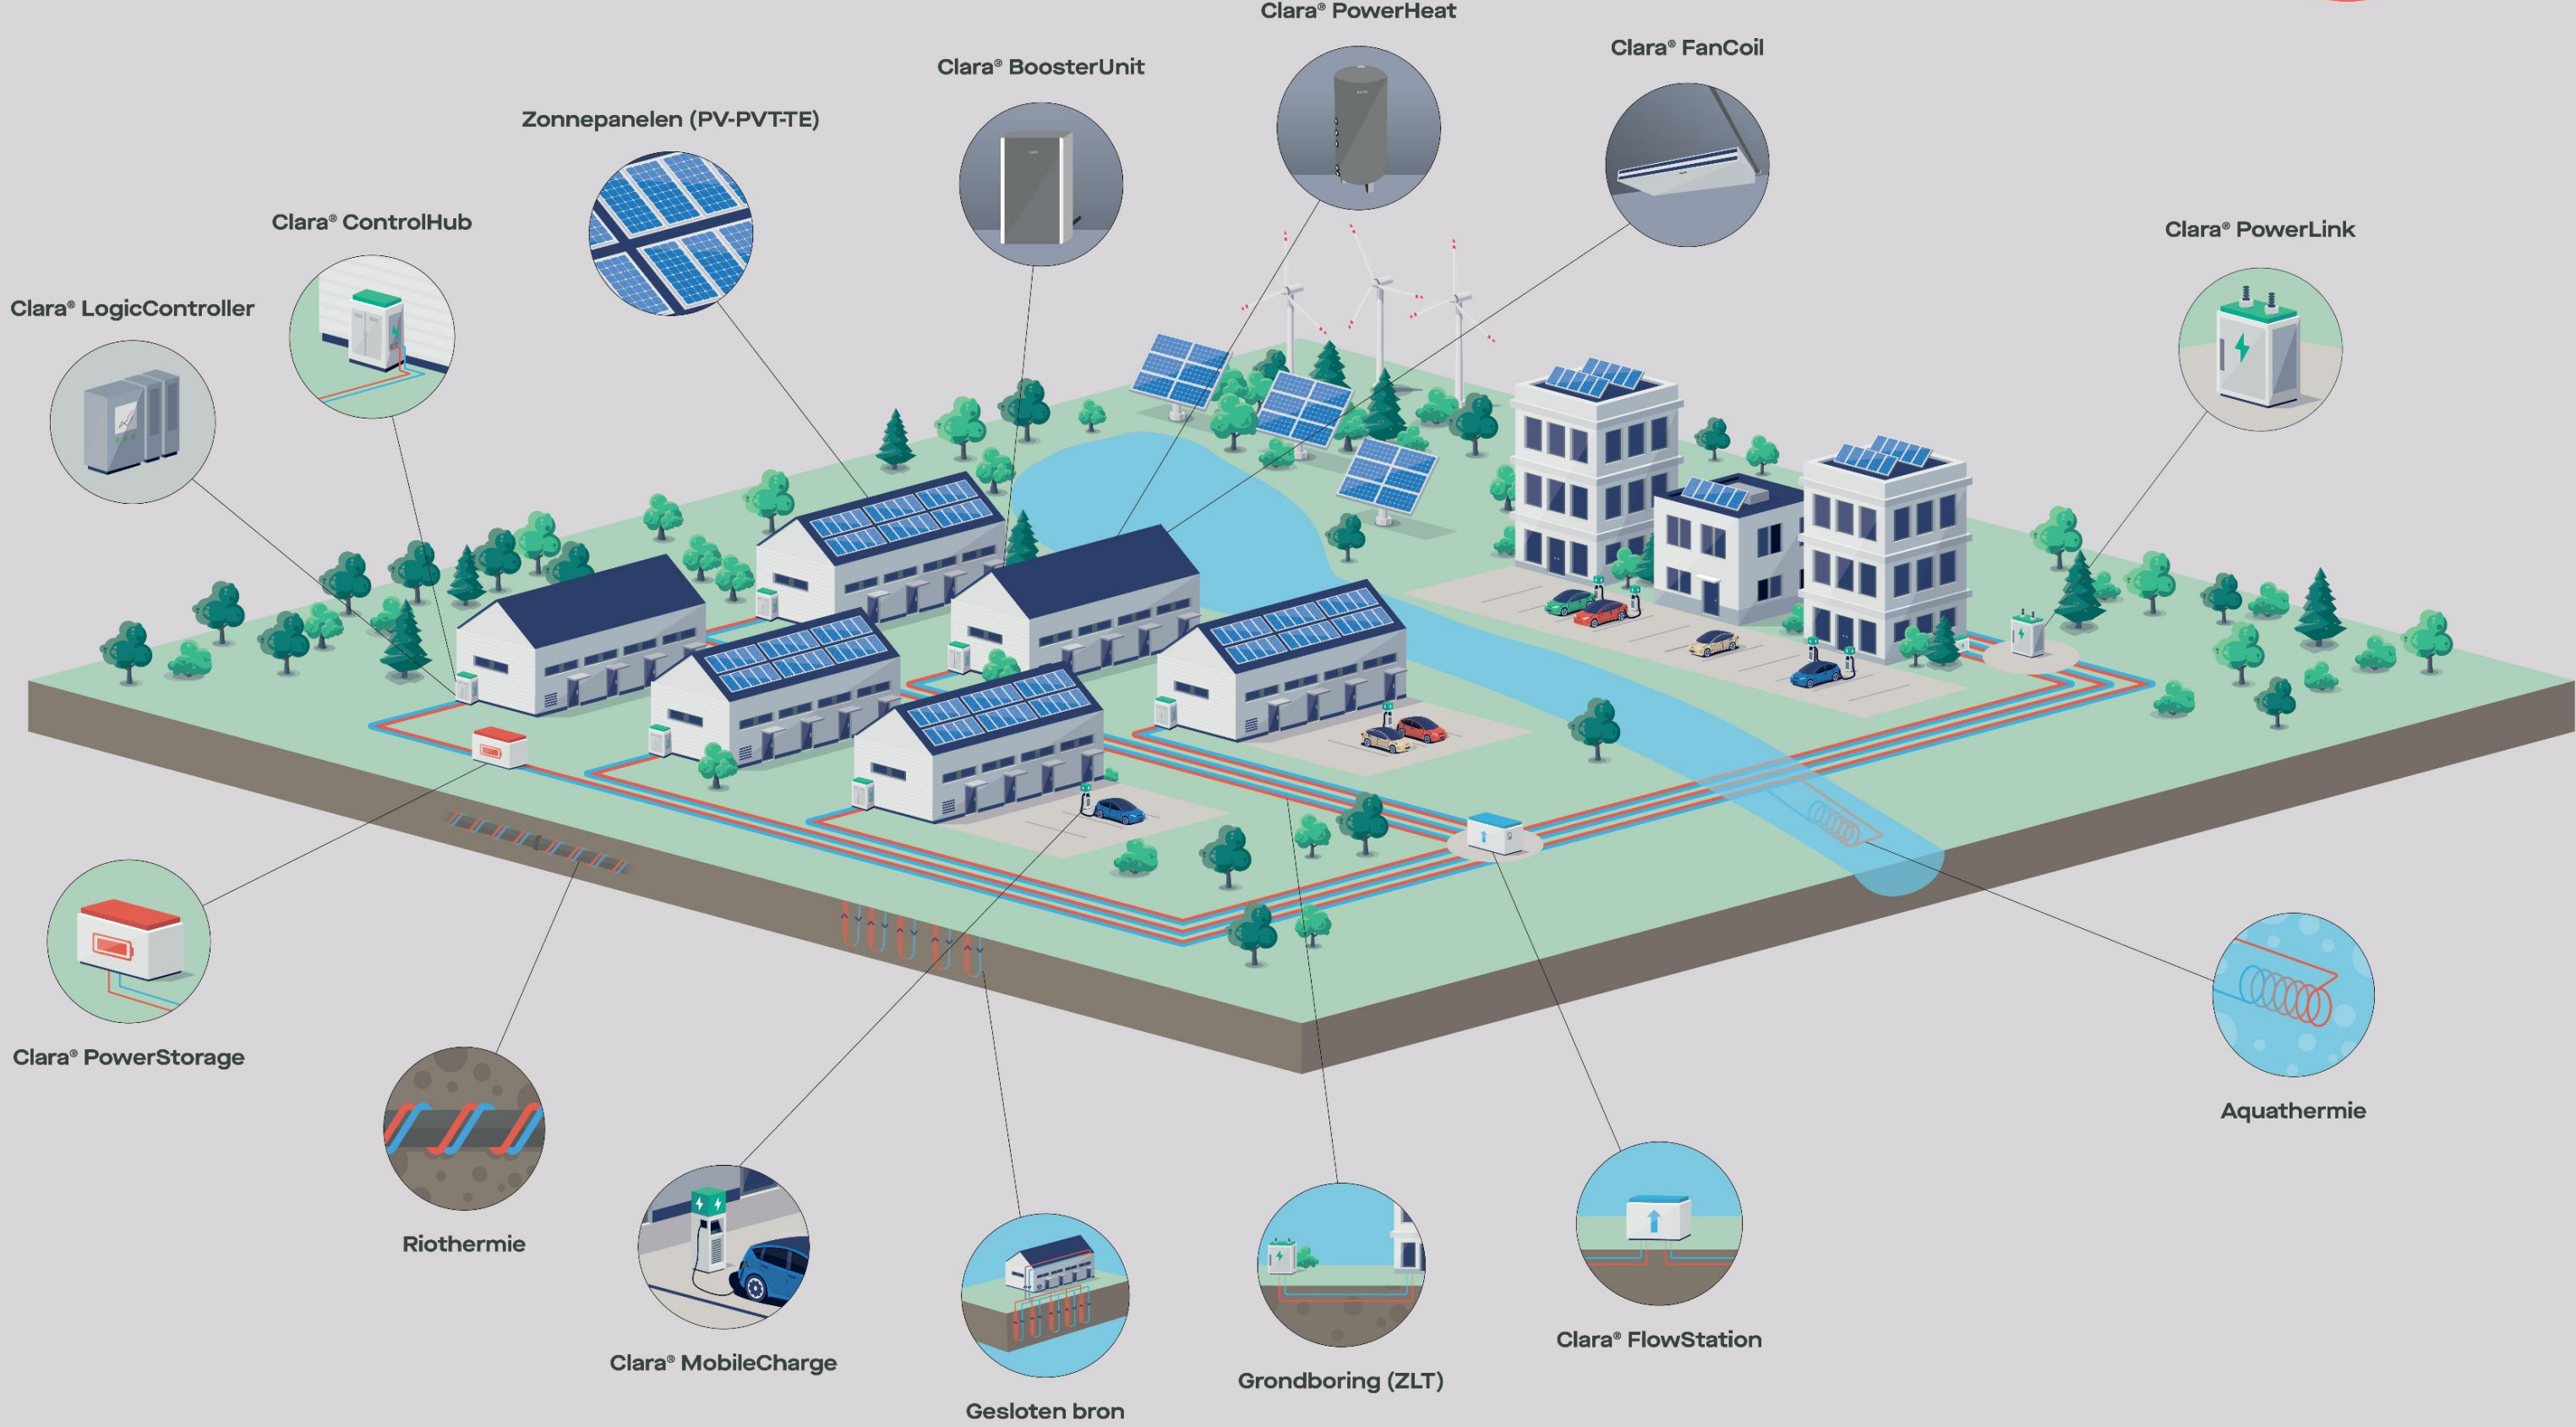 Clara® PowerHeat
Clara® FanCoil
Clara® BoosterUnit
Zonnepanelen (PV-PVT-TE)
Clara® ControlHub
Clara® PowerLink
Clara® LogicController
Clara® PowerStorage
Aquathermie
Riothermie
Clara® FlowStation
Clara® MobileCharge
Grondboring (ZLT)
Gesloten bron